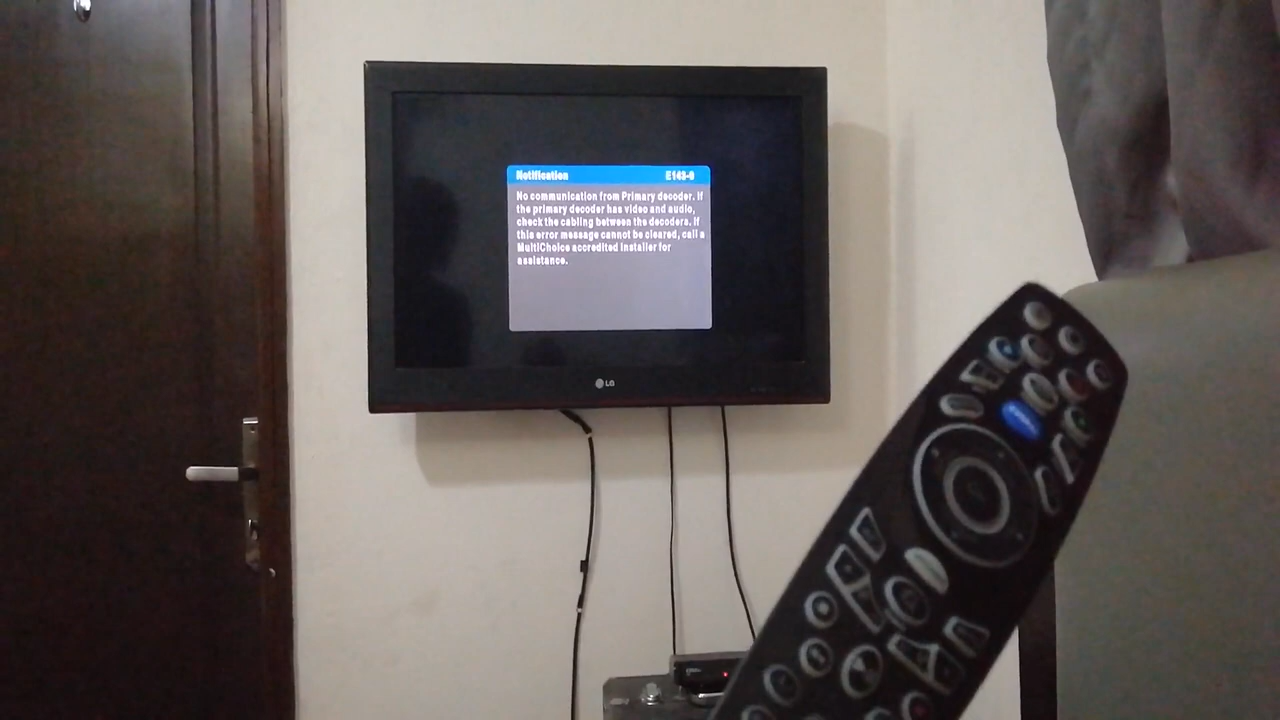 Notification E143-9
No communication from Primary decoder. If
the primary decoder has video and audio,
check the cabling between the decoders. If
this error message cannot be cleared, call a
MultiChoice accredited installer for
assistance.
LG